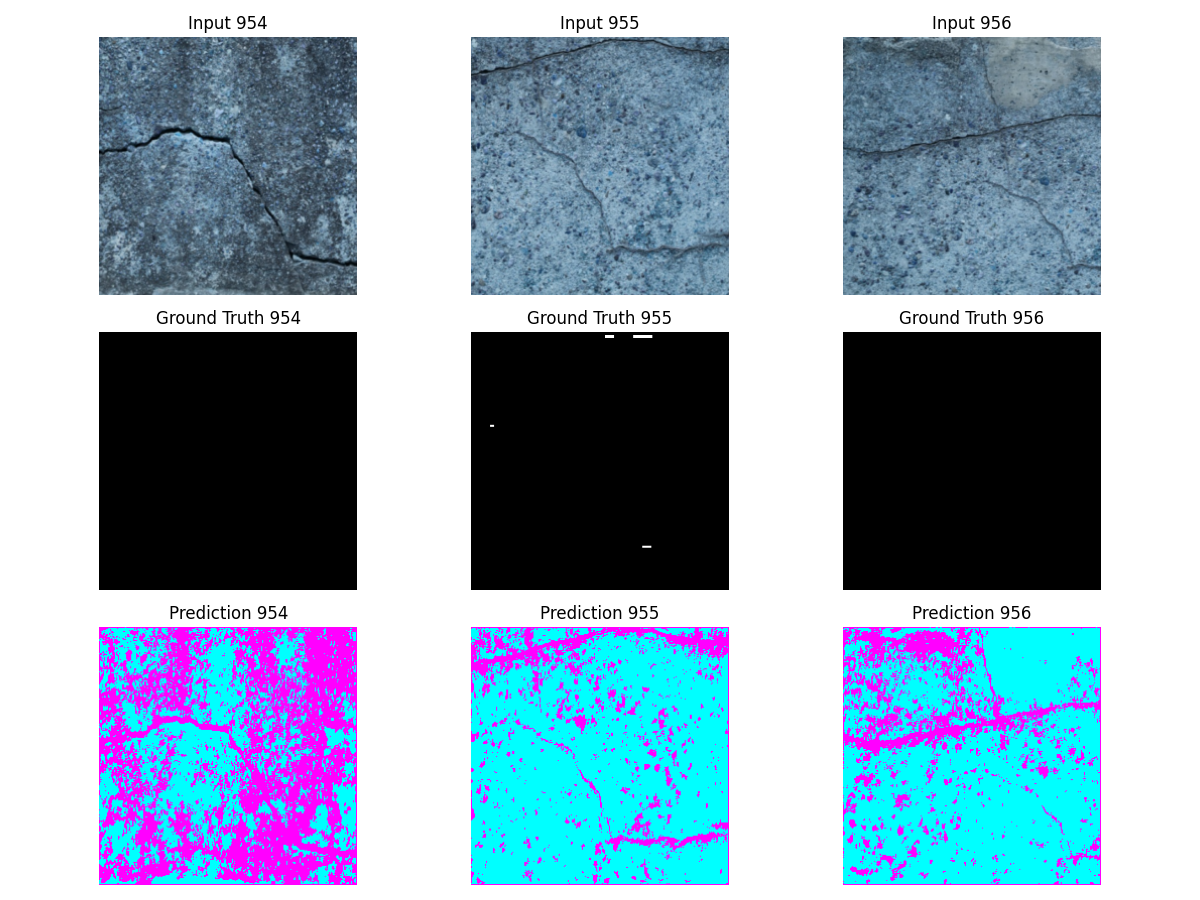 Input 954
Input 955
Input 956
Ground Truth 954
Ground Truth 955
Ground Truth 956
Prediction 954
Prediction 955
Prediction 956